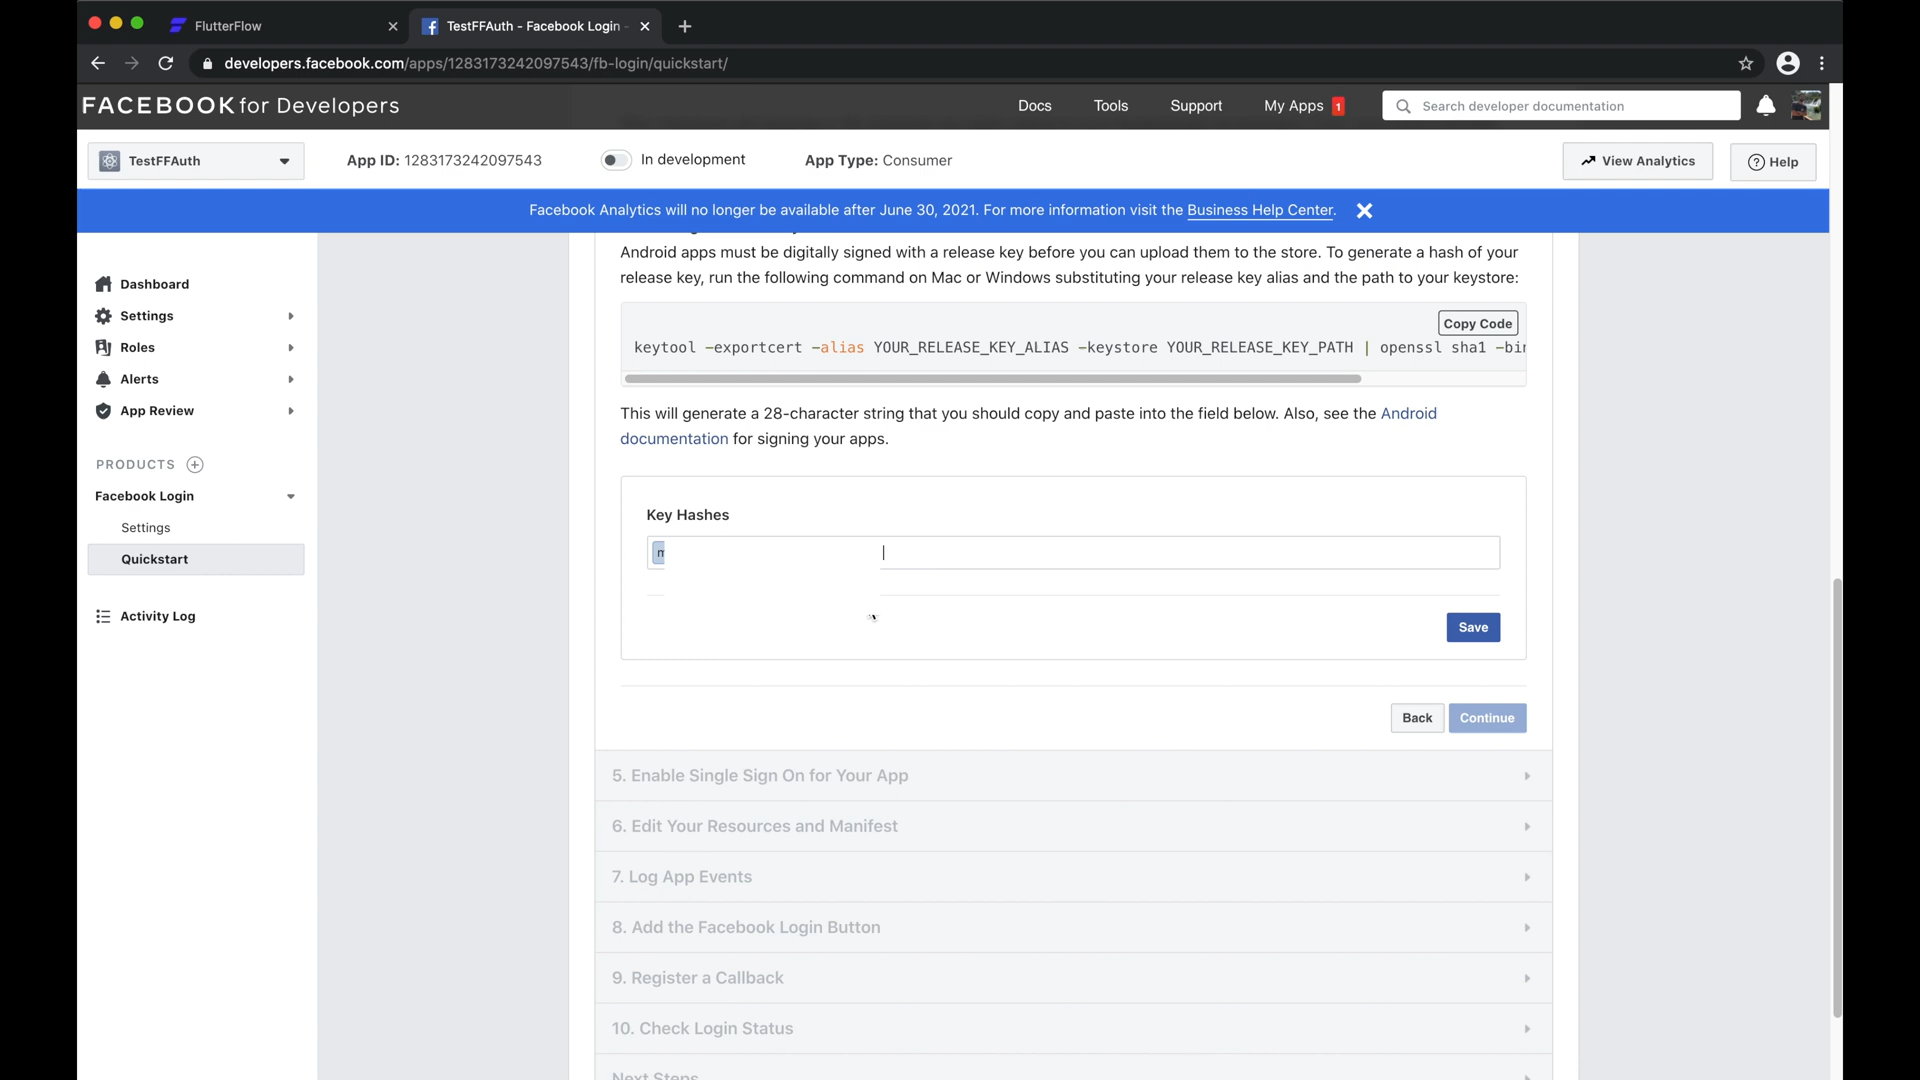 FlutterFlow
TestFFAuth - Facebook Login -
developers.facebook.com/apps/1283173242097543/fb-login/quickstart/
FACEBOOK for Developers
Docs
Tools
Support
My Apps 1
Search developer documentation
TestFFAuth
App ID: 1283173242097543
In development
App Type: Consumer
View Analytics
Help
Facebook Analytics will no longer be available after June 30, 2021. For more information visit the Business Help Center.
Dashboard
Settings
Roles
Alerts
App Review
PRODUCTS
Facebook Login
Settings
Quickstart
Activity Log
Android apps must be digitally signed with a release key before you can upload them to the store. To generate a hash of your
release key, run the following command on Mac or Windows substituting your release key alias and the path to your keystore:
Copy Code
keytool -exportcert -alias YOUR_RELEASE_KEY_ALIAS -keystore YOUR_RELEASE_KEY_PATH | openssl sha1 -bin
This will generate a 28-character string that you should copy and paste into the field below. Also, see the Android
documentation for signing your apps.
Key Hashes
Save
Back
Continue
5. Enable Single Sign On for Your App
6. Edit Your Resources and Manifest
7. Log App Events
8. Add the Facebook Login Button
9. Register a Callback
10. Check Login Status
Next Steps